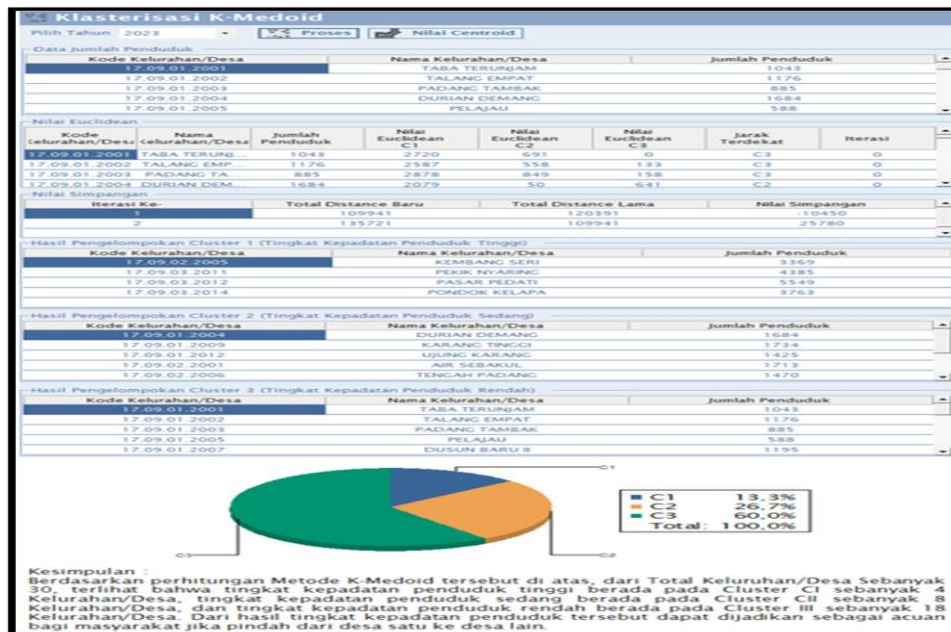 Klasterisasi K-Medoid
Pilih Tahun 2023 Proses Nilai Centroid
Data Jumlah Penduduk
Kode Kelurahan/Desa Nama Kelurahan/Desa Jumlah Penduduk
17.09.01.2001 TABA TERUNJAM 1043
17.09.01.2002 TALANG EMPAT 1176
17.09.01.2003 PADANG TAMBAK 885
17.09.01.2004 DURIAN DEMANG 1684
17.09.01.2005 PELAJAU 588
Nilai Euclidean
Kode Nama Jumlah Nilai Nilai Nilai Jarak Iterasi
Kelurahan/Desa Kelurahan/Desa Penduduk Euclidean Euclidean Euclidean Terdekat
C1 C2 C3
17.09.01.2001 TABA TERUNJ... 1043 2720 691 0 C3 0
17.09.01.2002 TALANG EMP... 1176 2587 558 133 C3 0
17.09.01.2003 PADANG TA... 885 2878 849 158 C3 0
17.09.01.2004 DURIAN DEM... 1684 2079 50 641 C2 0
Nilai Simpangan
Iterasi Ke- Total Distance Baru Total Distance Lama Nilai Simpangan
1 109941 120391 -10450
2 135721 109941 25780
Hasil Pengelompokan Cluster 1 (Tingkat Kepadatan Penduduk Tinggi)
Kode Kelurahan/Desa Nama Kelurahan/Desa Jumlah Penduduk
17.09.02.2005 KEMBANG SERI 3369
17.09.03.2011 PEKIK NYARING 4385
17.09.03.2012 PASAR PEDATI 5549
17.09.03.2014 PONDOK KELAPA 3763
Hasil Pengelompokan Cluster 2 (Tingkat Kepadatan Penduduk Sedang)
Kode Kelurahan/Desa Nama Kelurahan/Desa Jumlah Penduduk
17.09.01.2004 DURIAN DEMANG 1684
17.09.01.2009 KARANG TINGGI 1734
17.09.01.2012 UJUNG KARANG 1425
17.09.02.2001 AIR SEBAKUL 1713
17.09.02.2006 TENGAH PADANG 1470
Hasil Pengelompokan Cluster 3 (Tingkat Kepadatan Penduduk Rendah)
Kode Kelurahan/Desa Nama Kelurahan/Desa Jumlah Penduduk
17.09.01.2001 TABA TERUNJAM 1043
17.09.01.2002 TALANG EMPAT 1176
17.09.01.2003 PADANG TAMBAK 885
17.09.01.2005 PELAJAU 588
17.09.01.2007 DUSUN BARU II 1195
C1
C1 13,3%
C2 26,7%
C3 60,0%
Total: 100,0%
C3 C2
Kesimpulan :
Berdasarkan perhitungan Metode K-Medoid tersebut di atas, dari Total Keluruhan/Desa Sebanyak
30, terlihat bahwa tingkat kepadatan penduduk tinggi berada pada Cluster CI sebanyak 4
Kelurahan/Desa, tingkat kepadatan penduduk sedang berada pada Cluster CII sebanyak 8
Kelurahan/Desa, dan tingkat kepadatan penduduk rendah berada pada Cluster III sebanyak 18
Kelurahan/Desa. Dari hasil tingkat kepadatan penduduk tersebut dapat dijadikan sebagai acuan
bagi masyarakat jika pindah dari desa satu ke desa lain.